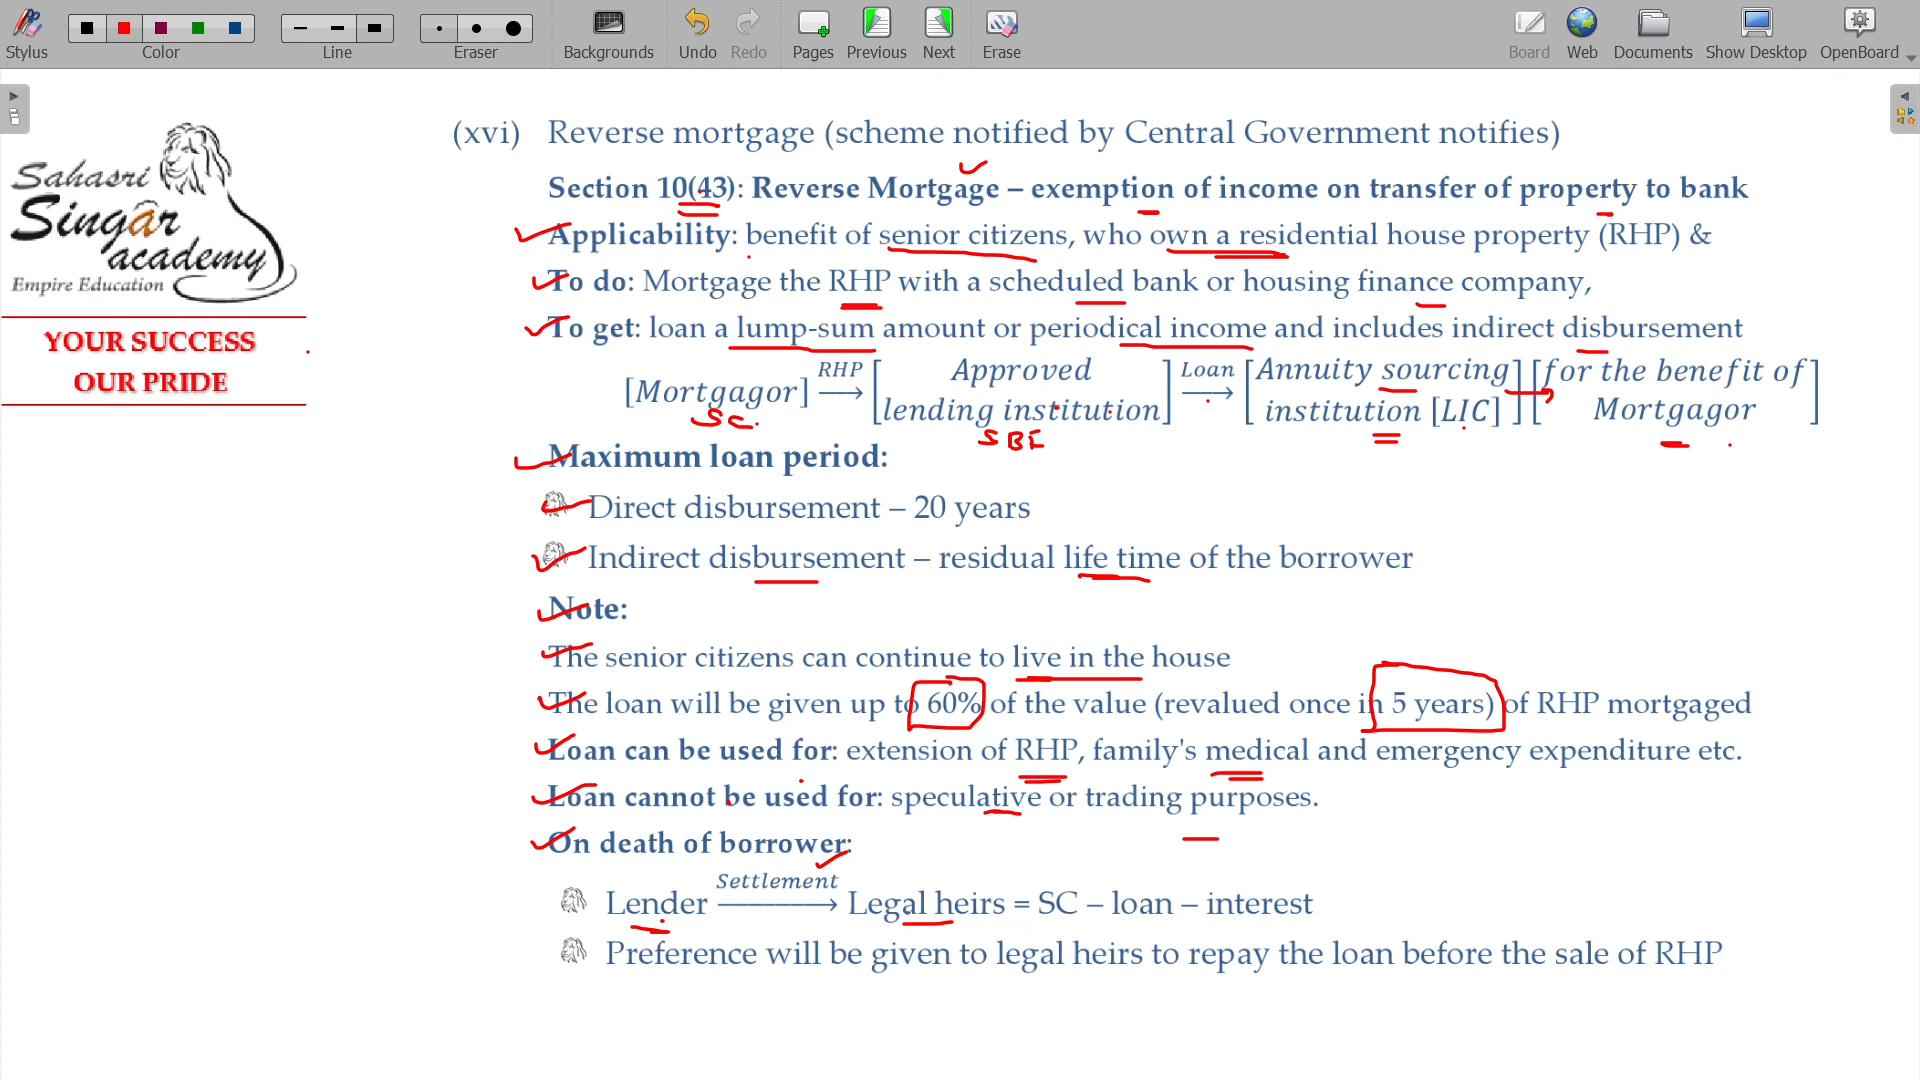 Stylus
Color
Line
Eraser
Backgrounds
Undo
Redo
Pages
Previous
Next
Erase
Board
Web
Documents
Show Desktop
OpenBoard
Sahasri
Singar
academy
Empire Education
YOUR SUCCESS
OUR PRIDE
(xvi) Reverse mortgage (scheme notified by Central Government notifies)
Section 10(43): Reverse Mortgage – exemption of income on transfer of property to bank
Applicability: benefit of senior citizens, who own a residential house property (RHP) &
To do: Mortgage the RHP with a scheduled bank or housing finance company,
To get: loan a lump-sum amount or periodical income and includes indirect disbursement
[Mortgagor] RHP→ [Approved lending institution] Loan→ [Annuity sourcing institution [LIC]] [for the benefit of Mortgagor]
SC
SBI
Maximum loan period:
Direct disbursement – 20 years
Indirect disbursement – residual life time of the borrower
Note:
The senior citizens can continue to live in the house
The loan will be given up to 60% of the value (revalued once in 5 years) of RHP mortgaged
Loan can be used for: extension of RHP, family's medical and emergency expenditure etc.
Loan cannot be used for: speculative or trading purposes.
On death of borrower:
Lender Settlement→ Legal heirs = SC – loan – interest
Preference will be given to legal heirs to repay the loan before the sale of RHP